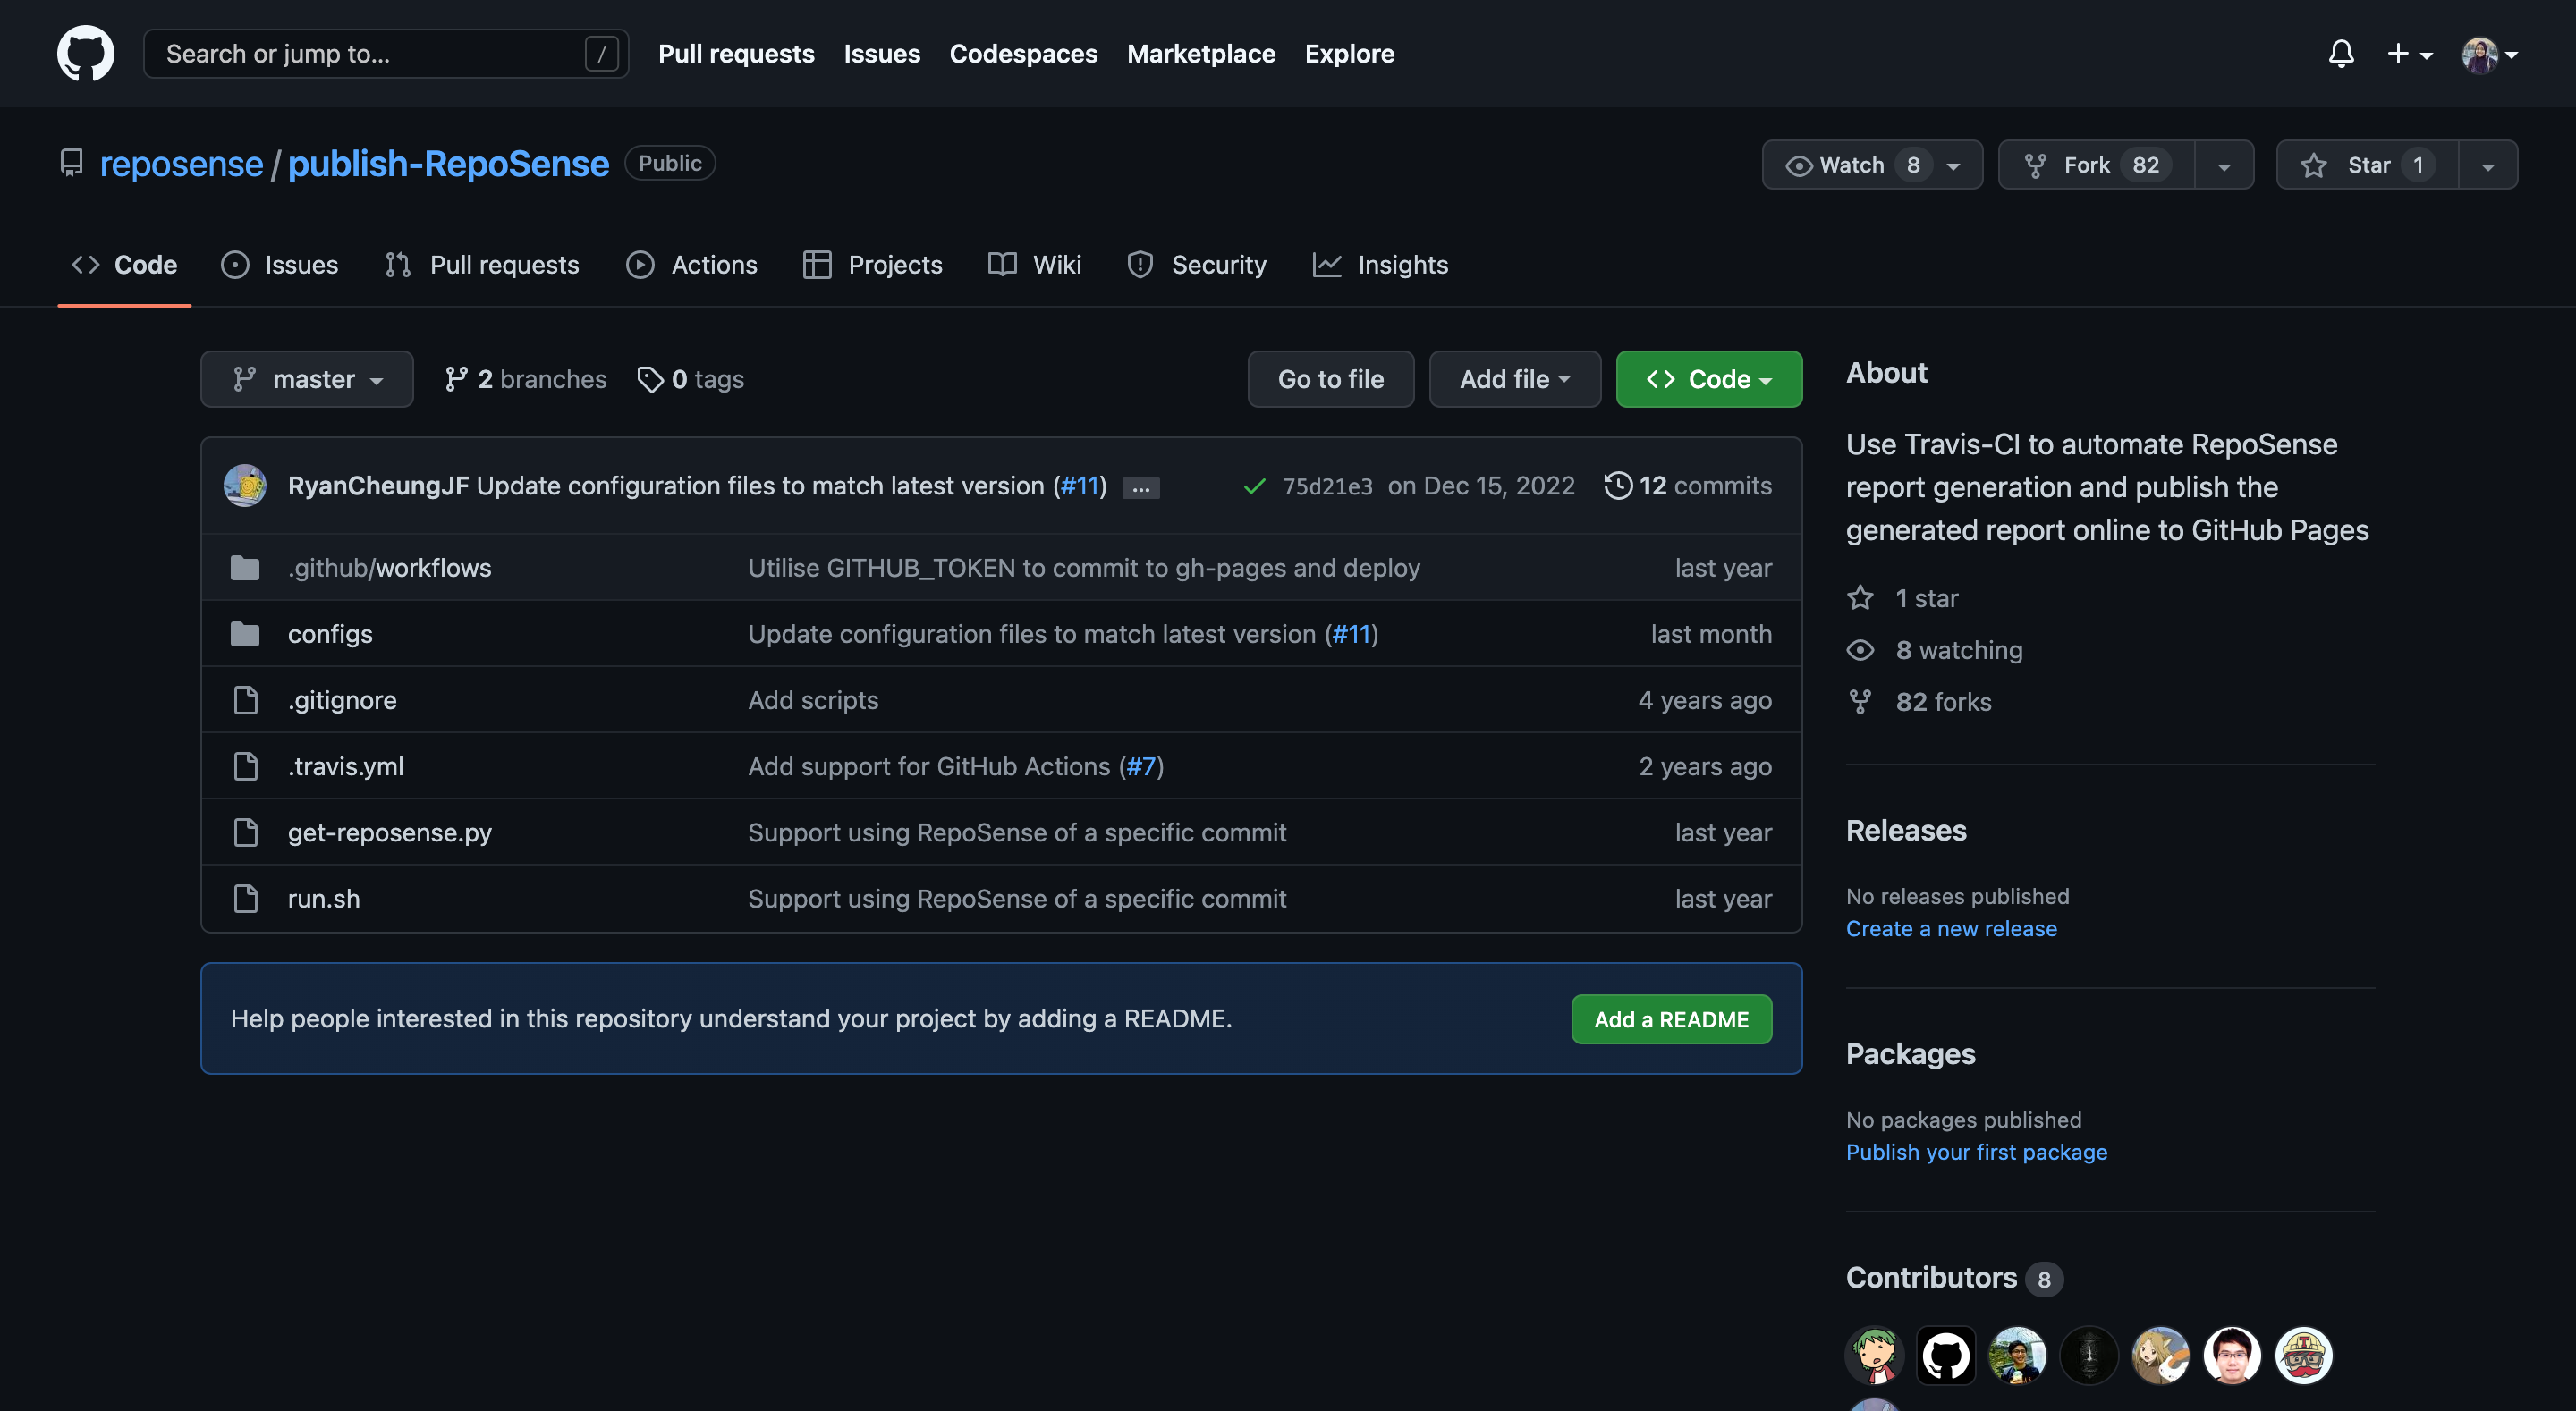 Search or jump to... /
Pull requests Issues Codespaces Marketplace Explore
reposense / publish-RepoSense Public
Watch 8 Fork 82 Star 1
Code Issues Pull requests Actions Projects Wiki Security Insights
master 2 branches 0 tags Go to file Add file Code
RyanCheungJF Update configuration files to match latest version (#11) ... 75d21e3 on Dec 15, 2022 12 commits
.github/workflows Utilise GITHUB_TOKEN to commit to gh-pages and deploy last year
configs Update configuration files to match latest version (#11) last month
.gitignore Add scripts 4 years ago
.travis.yml Add support for GitHub Actions (#7) 2 years ago
get-reposense.py Support using RepoSense of a specific commit last year
run.sh Support using RepoSense of a specific commit last year
Help people interested in this repository understand your project by adding a README. Add a README
About
Use Travis-CI to automate RepoSense
report generation and publish the
generated report online to GitHub Pages
1 star
8 watching
82 forks
Releases
No releases published
Create a new release
Packages
No packages published
Publish your first package
Contributors 8